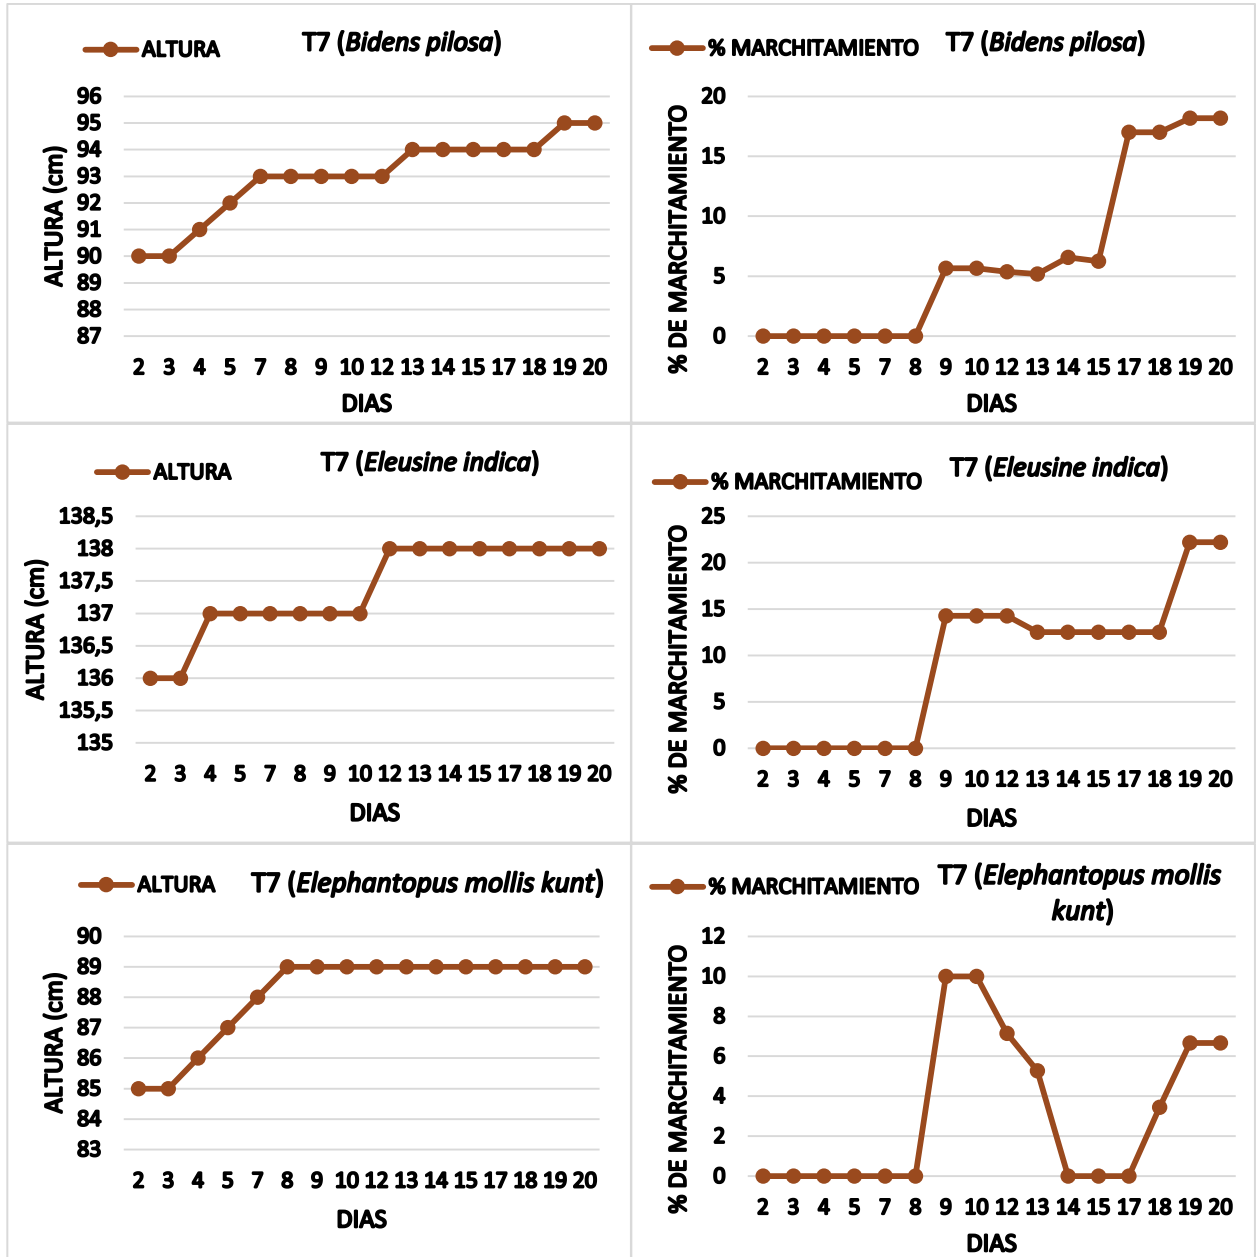 ALTURA
T7 (Bidens pilosa)
96
95
94
93
92
91
90
89
88
87
ALTURA (cm)
2 3 4 5 7 8 9 10 12 13 14 15 17 18 19 20
DIAS
% MARCHITAMIENTO
T7 (Bidens pilosa)
20
15
10
5
0
% DE MARCHITAMIENTO
2 3 4 5 7 8 9 10 12 13 14 15 17 18 19 20
DIAS
ALTURA
T7 (Eleusine indica)
138,5
138
137,5
137
136,5
136
135,5
135
ALTURA (cm)
2 3 4 5 7 8 9 10 12 13 14 15 17 18 19 20
DIAS
% MARCHITAMIENTO
T7 (Eleusine indica)
25
20
15
10
5
0
% DE MARCHITAMIENTO
2 3 4 5 7 8 9 10 12 13 14 15 17 18 19 20
DIAS
ALTURA
T7 (Elephantopus mollis kunt)
90
89
88
87
86
85
84
83
ALTURA (cm)
2 3 4 5 7 8 9 10 12 13 14 15 17 18 19 20
DIAS
% MARCHITAMIENTO
T7 (Elephantopus mollis
kunt)
12
10
8
6
4
2
0
% DE MARCHITAMIENTO
2 3 4 5 7 8 9 10 12 13 14 15 17 18 19 20
DIAS